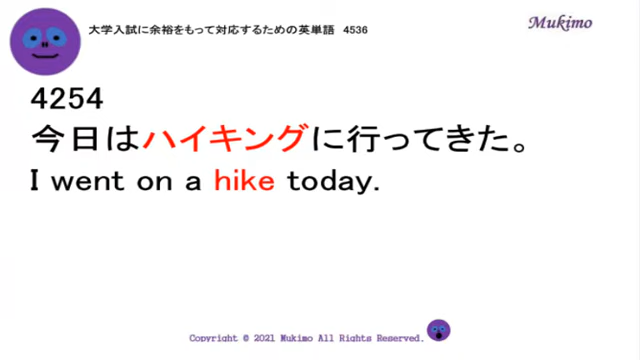 大学入試に余裕をもって対応するための英単語 4536
Mukimo
4254
今日はハイキングに行ってきた。
I went on a hike today.
Copyright © 2021 Mukimo All Rights Reserved.